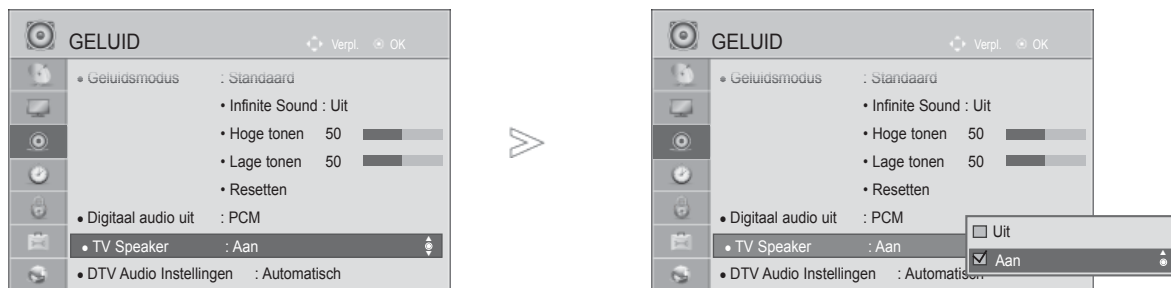 GELUID Verpl. OK
• Geluidsmodus : Standaard
• Infinite Sound : Uit
• Hoge tonen 50
• Lage tonen 50
• Resetten
• Digitaal audio uit : PCM
• TV Speaker : Aan
• DTV Audio Instellingen : Automatisch
>
GELUID Verpl. OK
• Geluidsmodus : Standaard
• Infinite Sound : Uit
• Hoge tonen 50
• Lage tonen 50
• Resetten
• Digitaal audio uit : PCM
• TV Speaker : Aan
• DTV Audio Instellingen : Automatisch
Uit
Aan